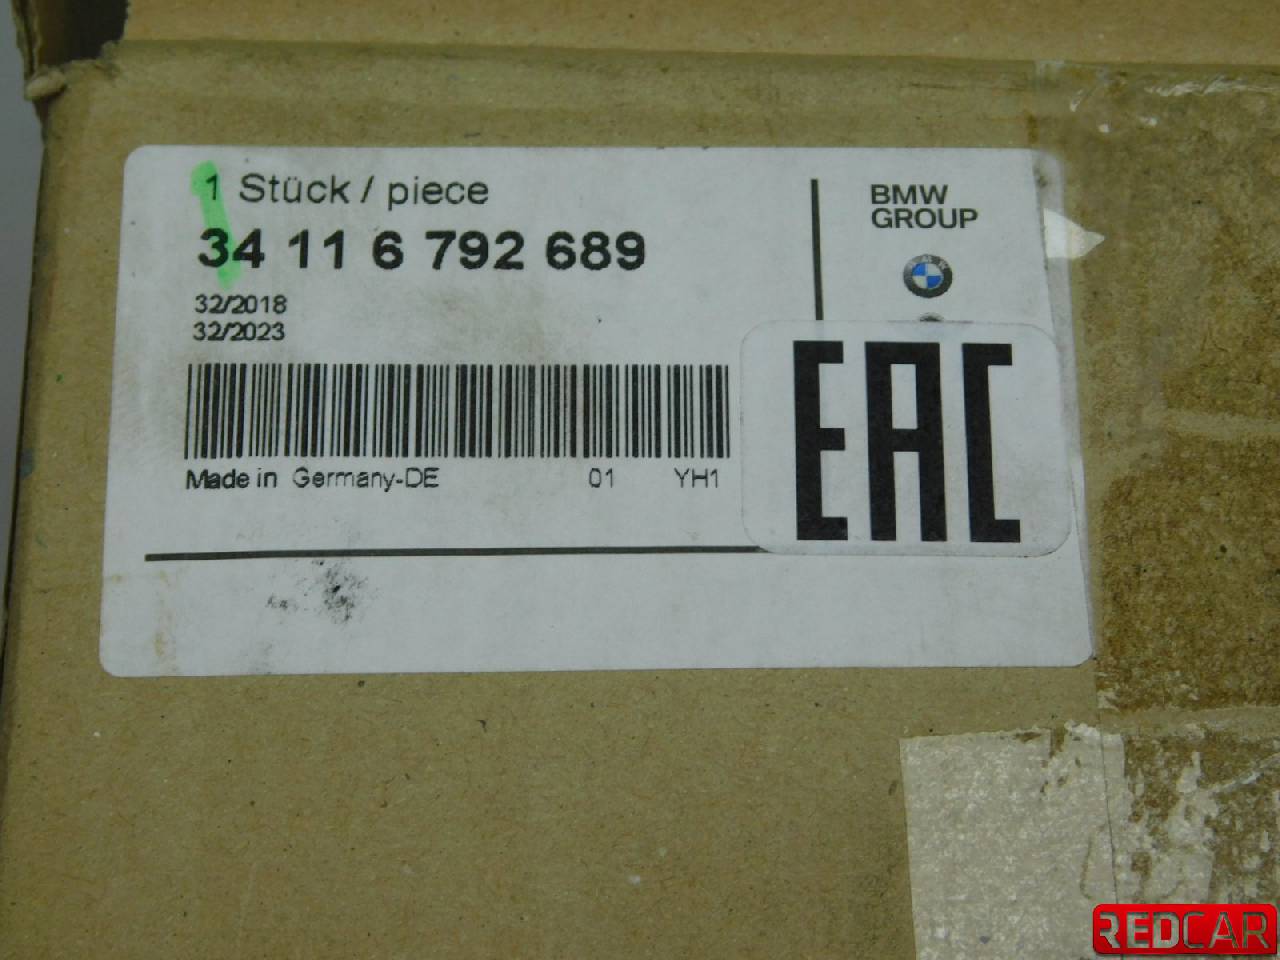 1 Stück / piece
34 11 6 792 689
32/2018
32/2023
Made in Germany-DE 01 YH1
BMW
GROUP
EAC
REDCAR